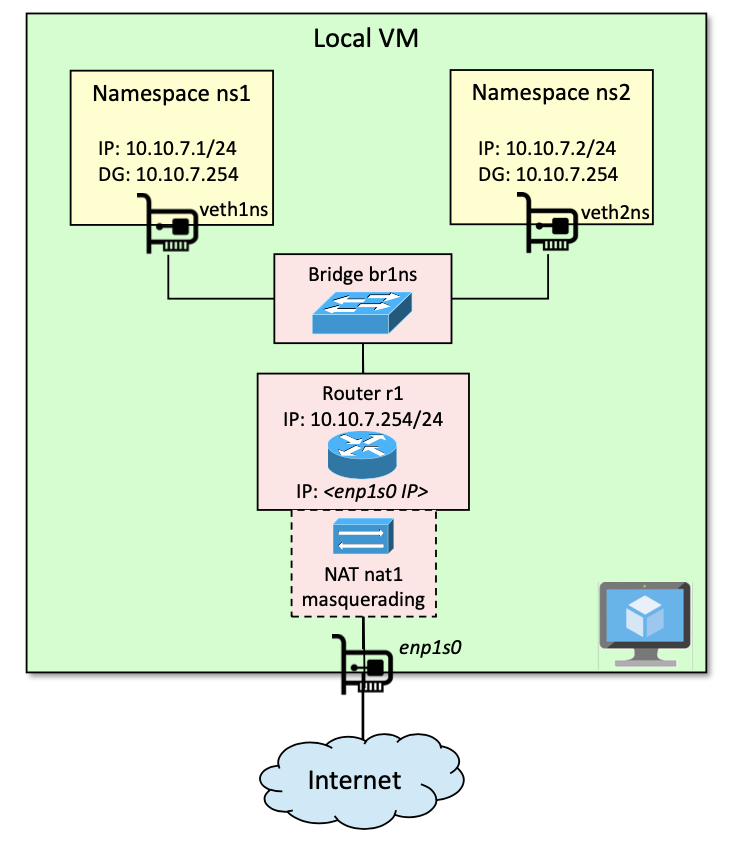 Local VM
Namespace ns1
IP: 10.10.7.1/24
DG: 10.10.7.254
veth1ns
Namespace ns2
IP: 10.10.7.2/24
DG: 10.10.7.254
veth2ns
Bridge br1ns
Router r1
IP: 10.10.7.254/24
IP: <enp1s0 IP>
NAT nat1
masquerading
enp1s0
Internet